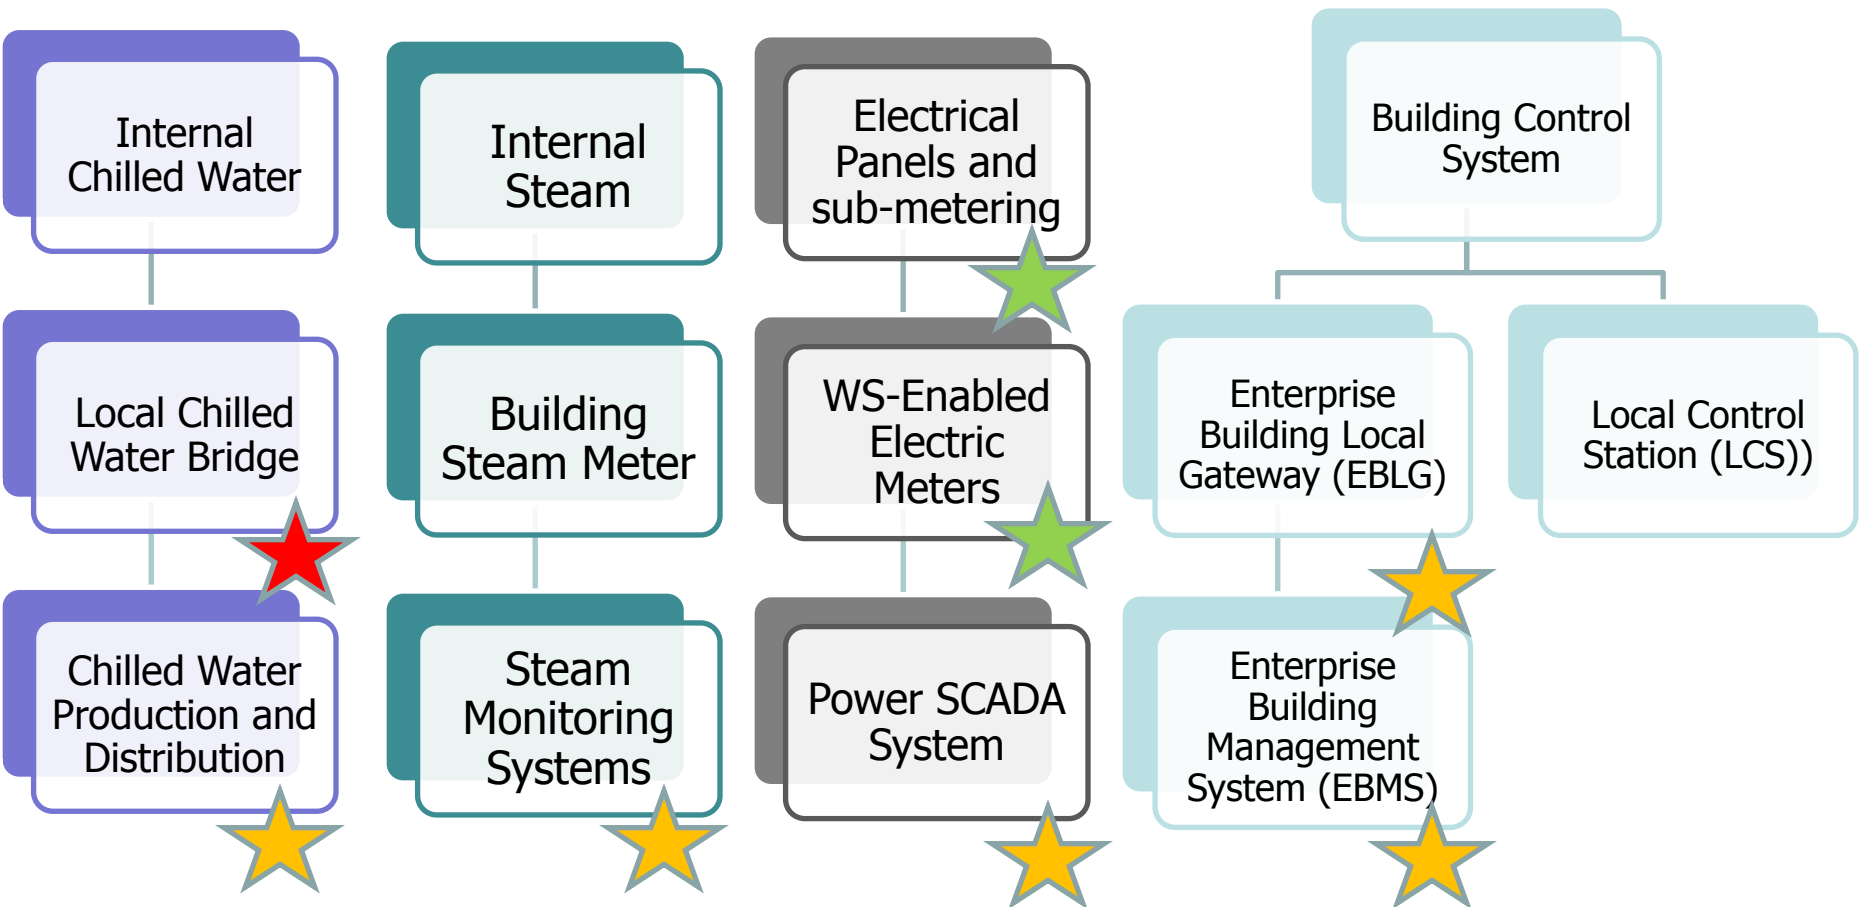 Internal
Chilled Water
Local Chilled
Water Bridge
Chilled Water
Production and
Distribution
Internal
Steam
Building
Steam Meter
Steam
Monitoring
Systems
Electrical
Panels and
sub-metering
WS-Enabled
Electric
Meters
Power SCADA
System
Building Control
System
Enterprise
Building Local
Gateway (EBLG)
Local Control
Station (LCS))
Enterprise
Building
Management
System (EBMS)